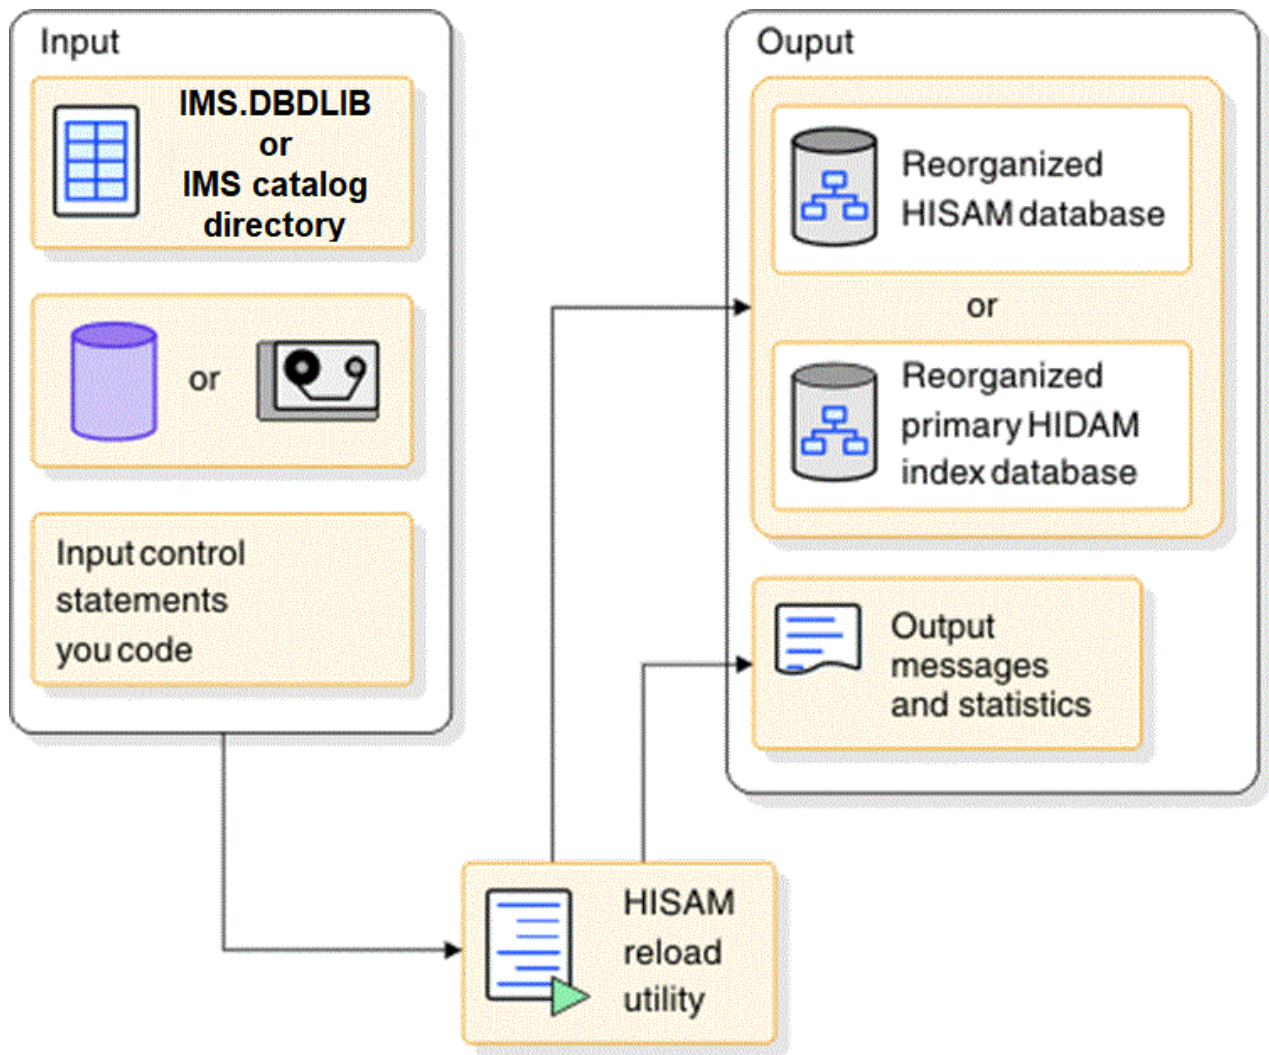 Input
IMS.DBDLIB
or
IMS catalog
directory
or
Input control
statements
you code
Ouput
Reorganized
HISAM database
or
Reorganized
primary HIDAM
index database
Output
messages
and statistics
HISAM
reload
utility